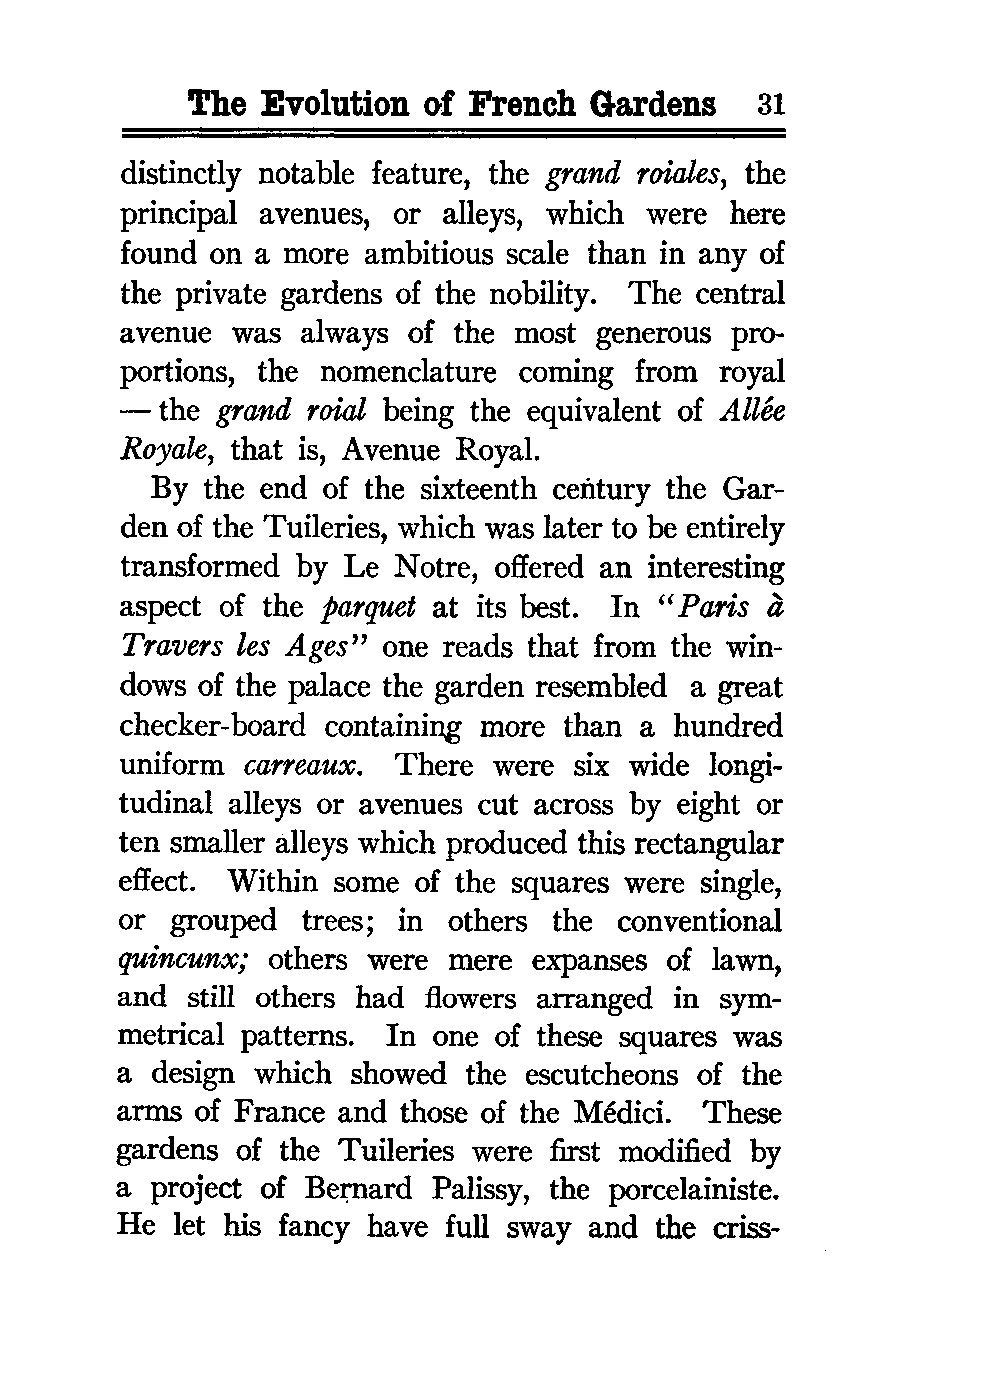 The Evolution of French Gardens 31
distinctly notable feature, the grand roiales, the
principal avenues, or alleys, which were here
found on a more ambitious scale than in any of
the private gardens of the nobility. The central
avenue was always of the most generous pro-
portions, the nomenclature coming from royal
— the grand roial being the equivalent of Allée
Royale, that is, Avenue Royal.
By the end of the sixteenth century the Gar-
den of the Tuileries, which was later to be entirely
transformed by Le Notre, offered an interesting
aspect of the parquet at its best. In “Paris à
Travers les Ages” one reads that from the win-
dows of the palace the garden resembled a great
checker-board containing more than a hundred
uniform carreaux. There were six wide longi-
tudinal alleys or avenues cut across by eight or
ten smaller alleys which produced this rectangular
effect. Within some of the squares were single,
or grouped trees; in others the conventional
quincunx; others were mere expanses of lawn,
and still others had flowers arranged in sym-
metrical patterns. In one of these squares was
a design which showed the escutcheons of the
arms of France and those of the Médici. These
gardens of the Tuileries were first modified by
a project of Bernard Palissy, the porcelainiste.
He let his fancy have full sway and the criss-